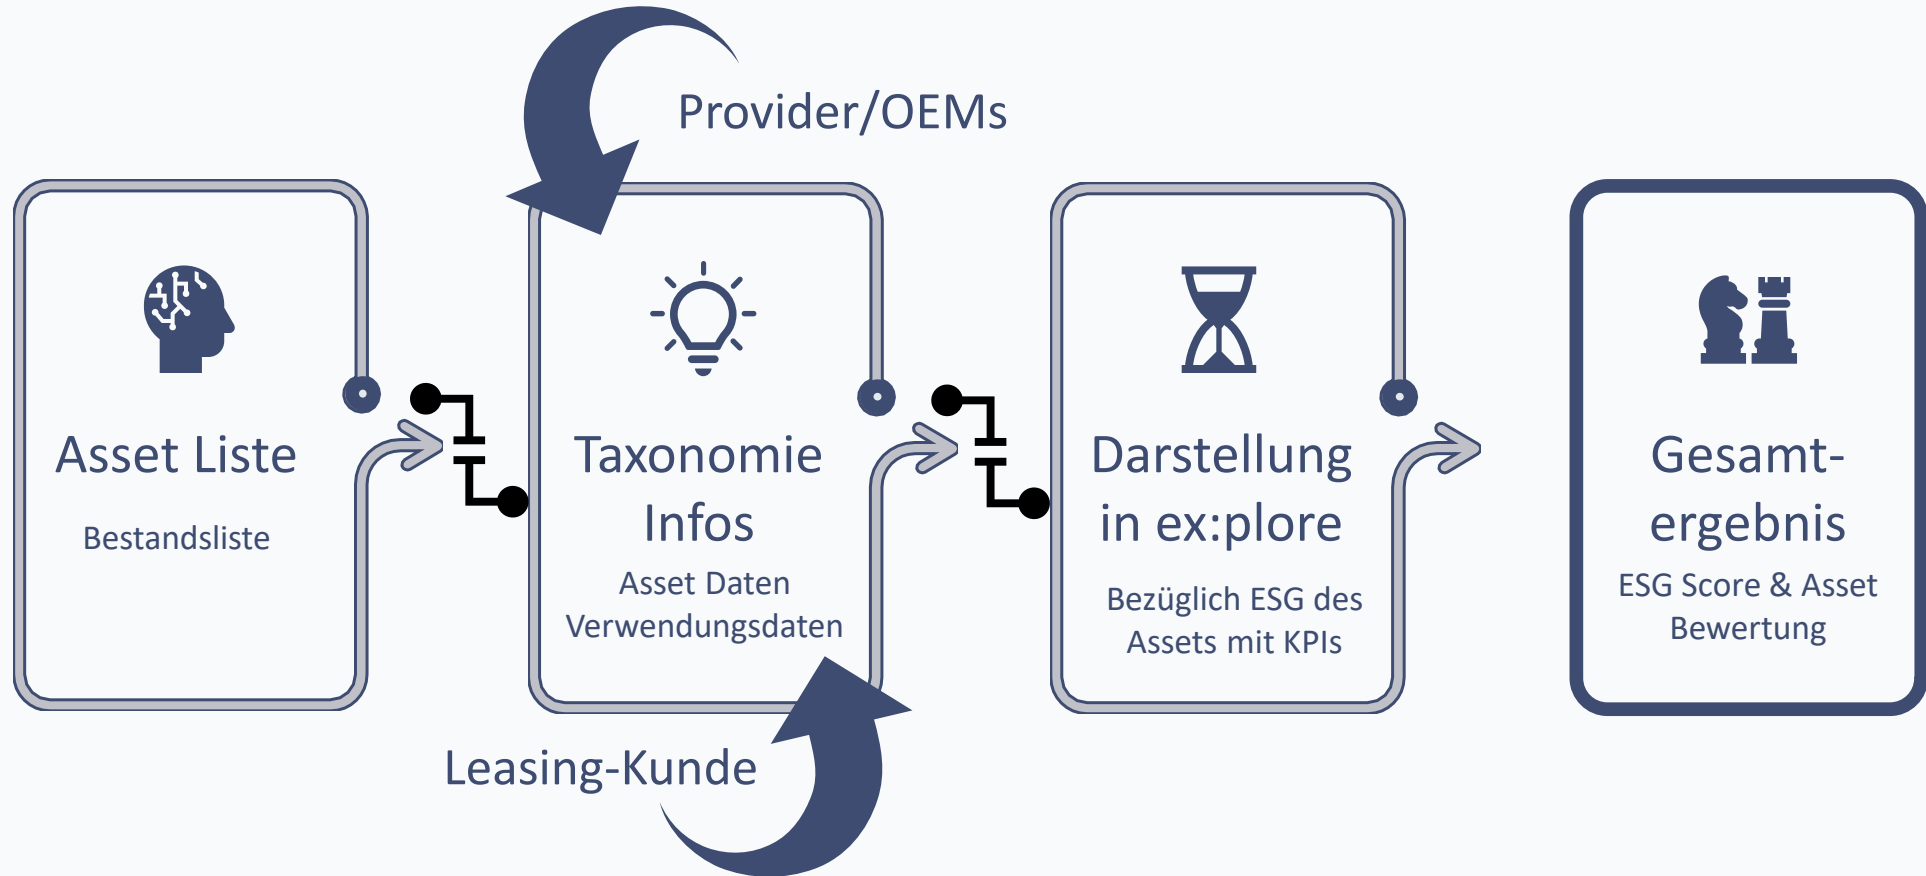 Provider/OEMs
Asset Liste
Bestandsliste
Taxonomie
Infos
Asset Daten
Verwendungsdaten
Darstellung
in ex:plore
Bezüglich ESG des
Assets mit KPIs
Gesamt-
ergebnis
ESG Score & Asset
Bewertung
Leasing-Kunde